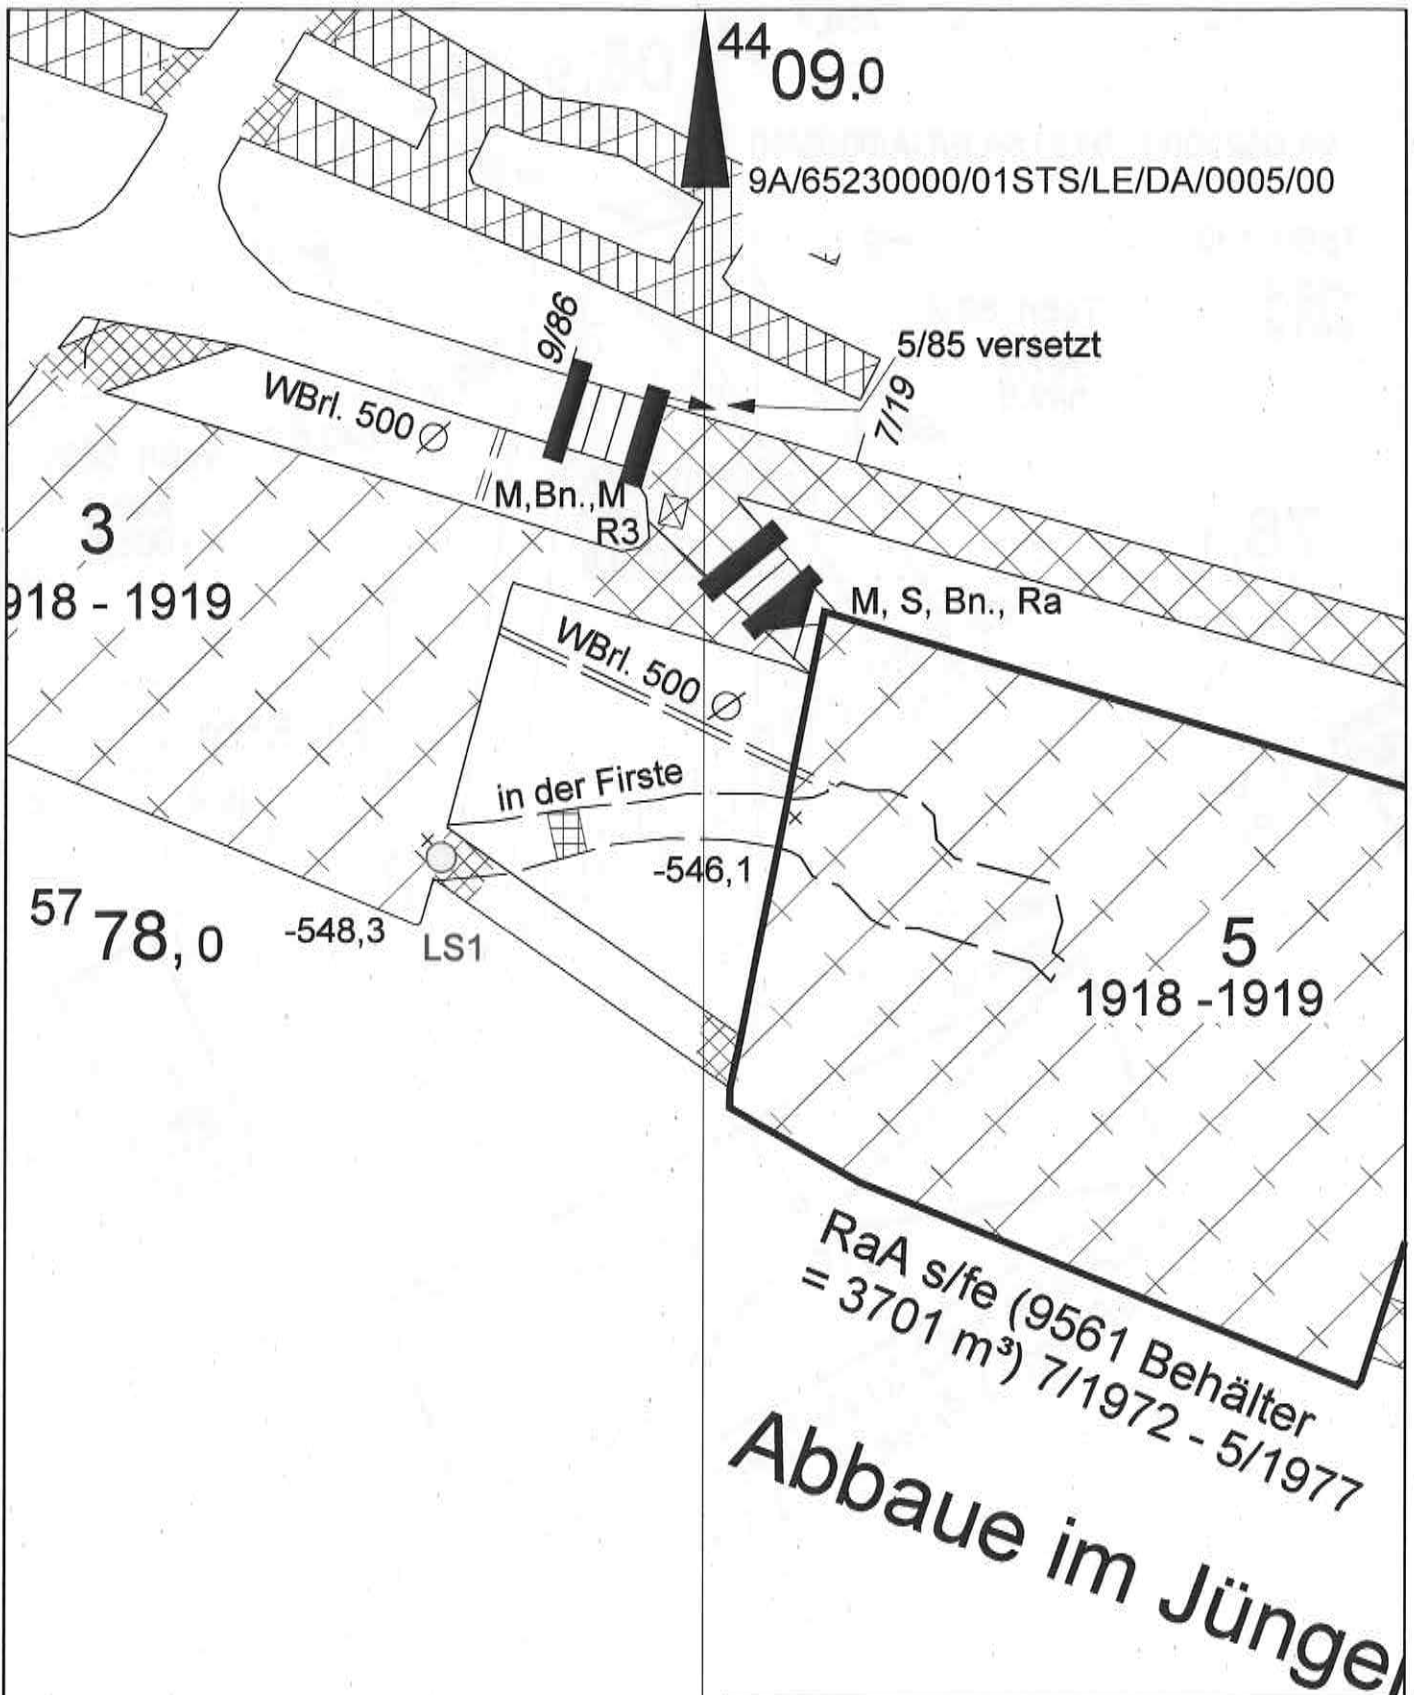 44 09.0
9A/65230000/01STS/LE/DA/0005/00
9/86
5/85 versetzt
7/19
WBrl. 500
M,Bn.,M
R3
3
918 - 1919
M, S, Bn., Ra
WBrl. 500
in der Firste
-546,1
57 78,0
-548,3
LS1
5
1918 -1919
RaA s/fe (9561 Behälter
= 3701 m³) 7/1972 - 5/1977
Abbaue im Jünge